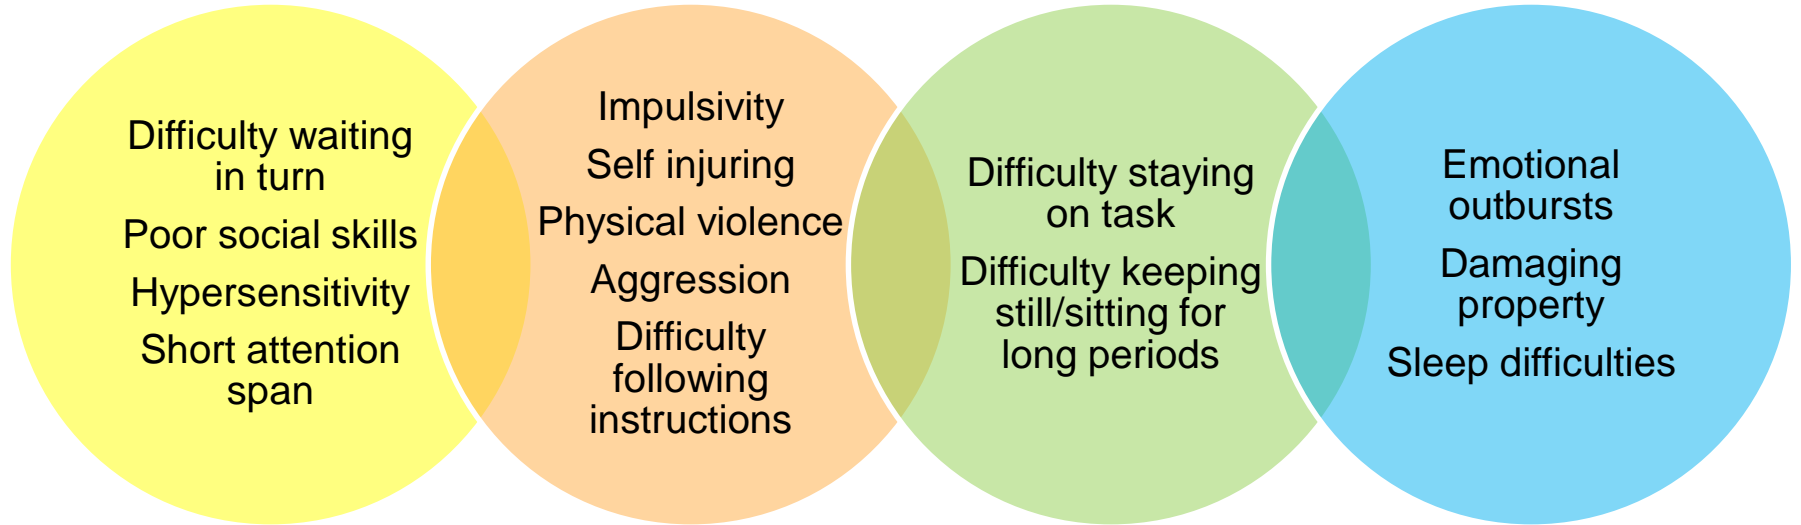 Difficulty waiting
in turn
Poor social skills
Hypersensitivity
Short attention
span
Impulsivity
Self injuring
Physical violence
Aggression
Difficulty
following
instructions
Difficulty staying
on task
Difficulty keeping
still/sitting for
long periods
Emotional
outbursts
Damaging
property
Sleep difficulties